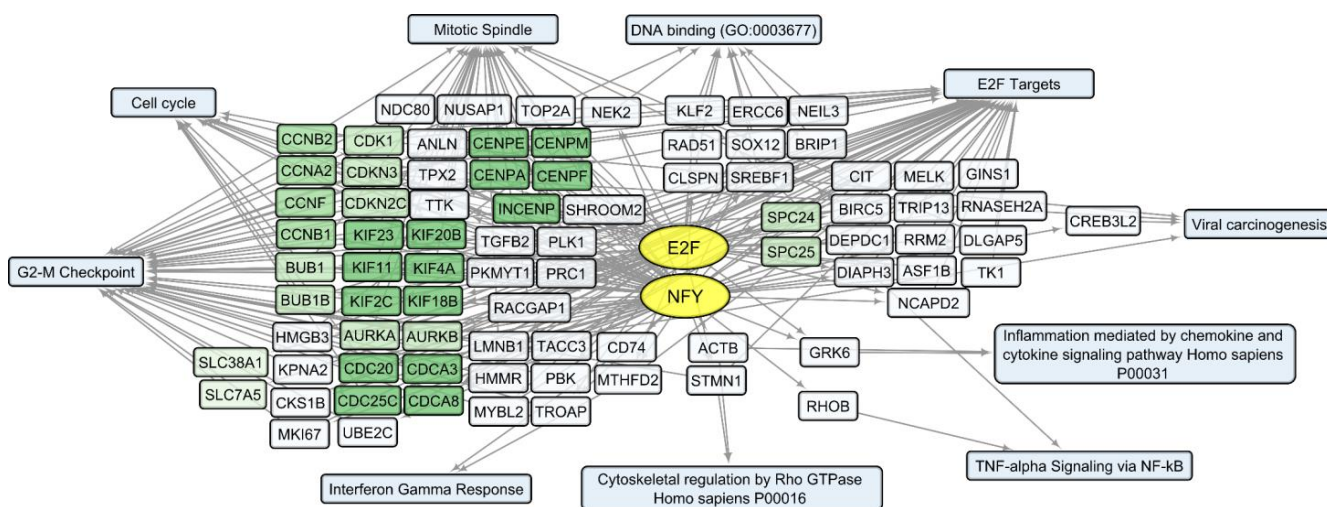 Mitotic Spindle
DNA binding (GO:0003677)
E2F Targets
Cell cycle
NDC80 NUSAP1 TOP2A NEK2 KLF2 ERCC6 NEIL3
CCNB2 CDK1 ANLN CENPE CENPM RAD51 SOX12 BRIP1
CCNA2 CDKN3 TPX2 CENPA CENPF CLSPN SREBF1 CIT MELK GINS1
CCNF CDKN2C TTK INCENP SHROOM2 SPC24 BIRC5 TRIP13 RNASEH2A CREB3L2 Viral carcinogenesis
CCNB1 KIF23 KIF20B TGFB2 PLK1 E2F SPC25 DEPDC1 RRM2 DLGAP5
G2-M Checkpoint BUB1 KIF11 KIF4A PKMYT1 PRC1 DIAPH3 ASF1B TK1
BUB1B KIF2C KIF18B RACGAP1 NFY NCAPD2
HMGB3 AURKA AURKB LMNB1 TACC3 CD74 ACTB GRK6
Inflammation mediated by chemokine and
cytokine signaling pathway Homo sapiens
P00031
SLC38A1 KPNA2 CDC20 CDCA3 HMMR PBK MTHFD2 STMN1
SLC7A5 CKS1B CDC25C CDCA8 MYBL2 TROAP RHOB
MKI67 UBE2C
TNF-alpha Signaling via NF-kB
Interferon Gamma Response
Cytoskeletal regulation by Rho GTPase
Homo sapiens P00016